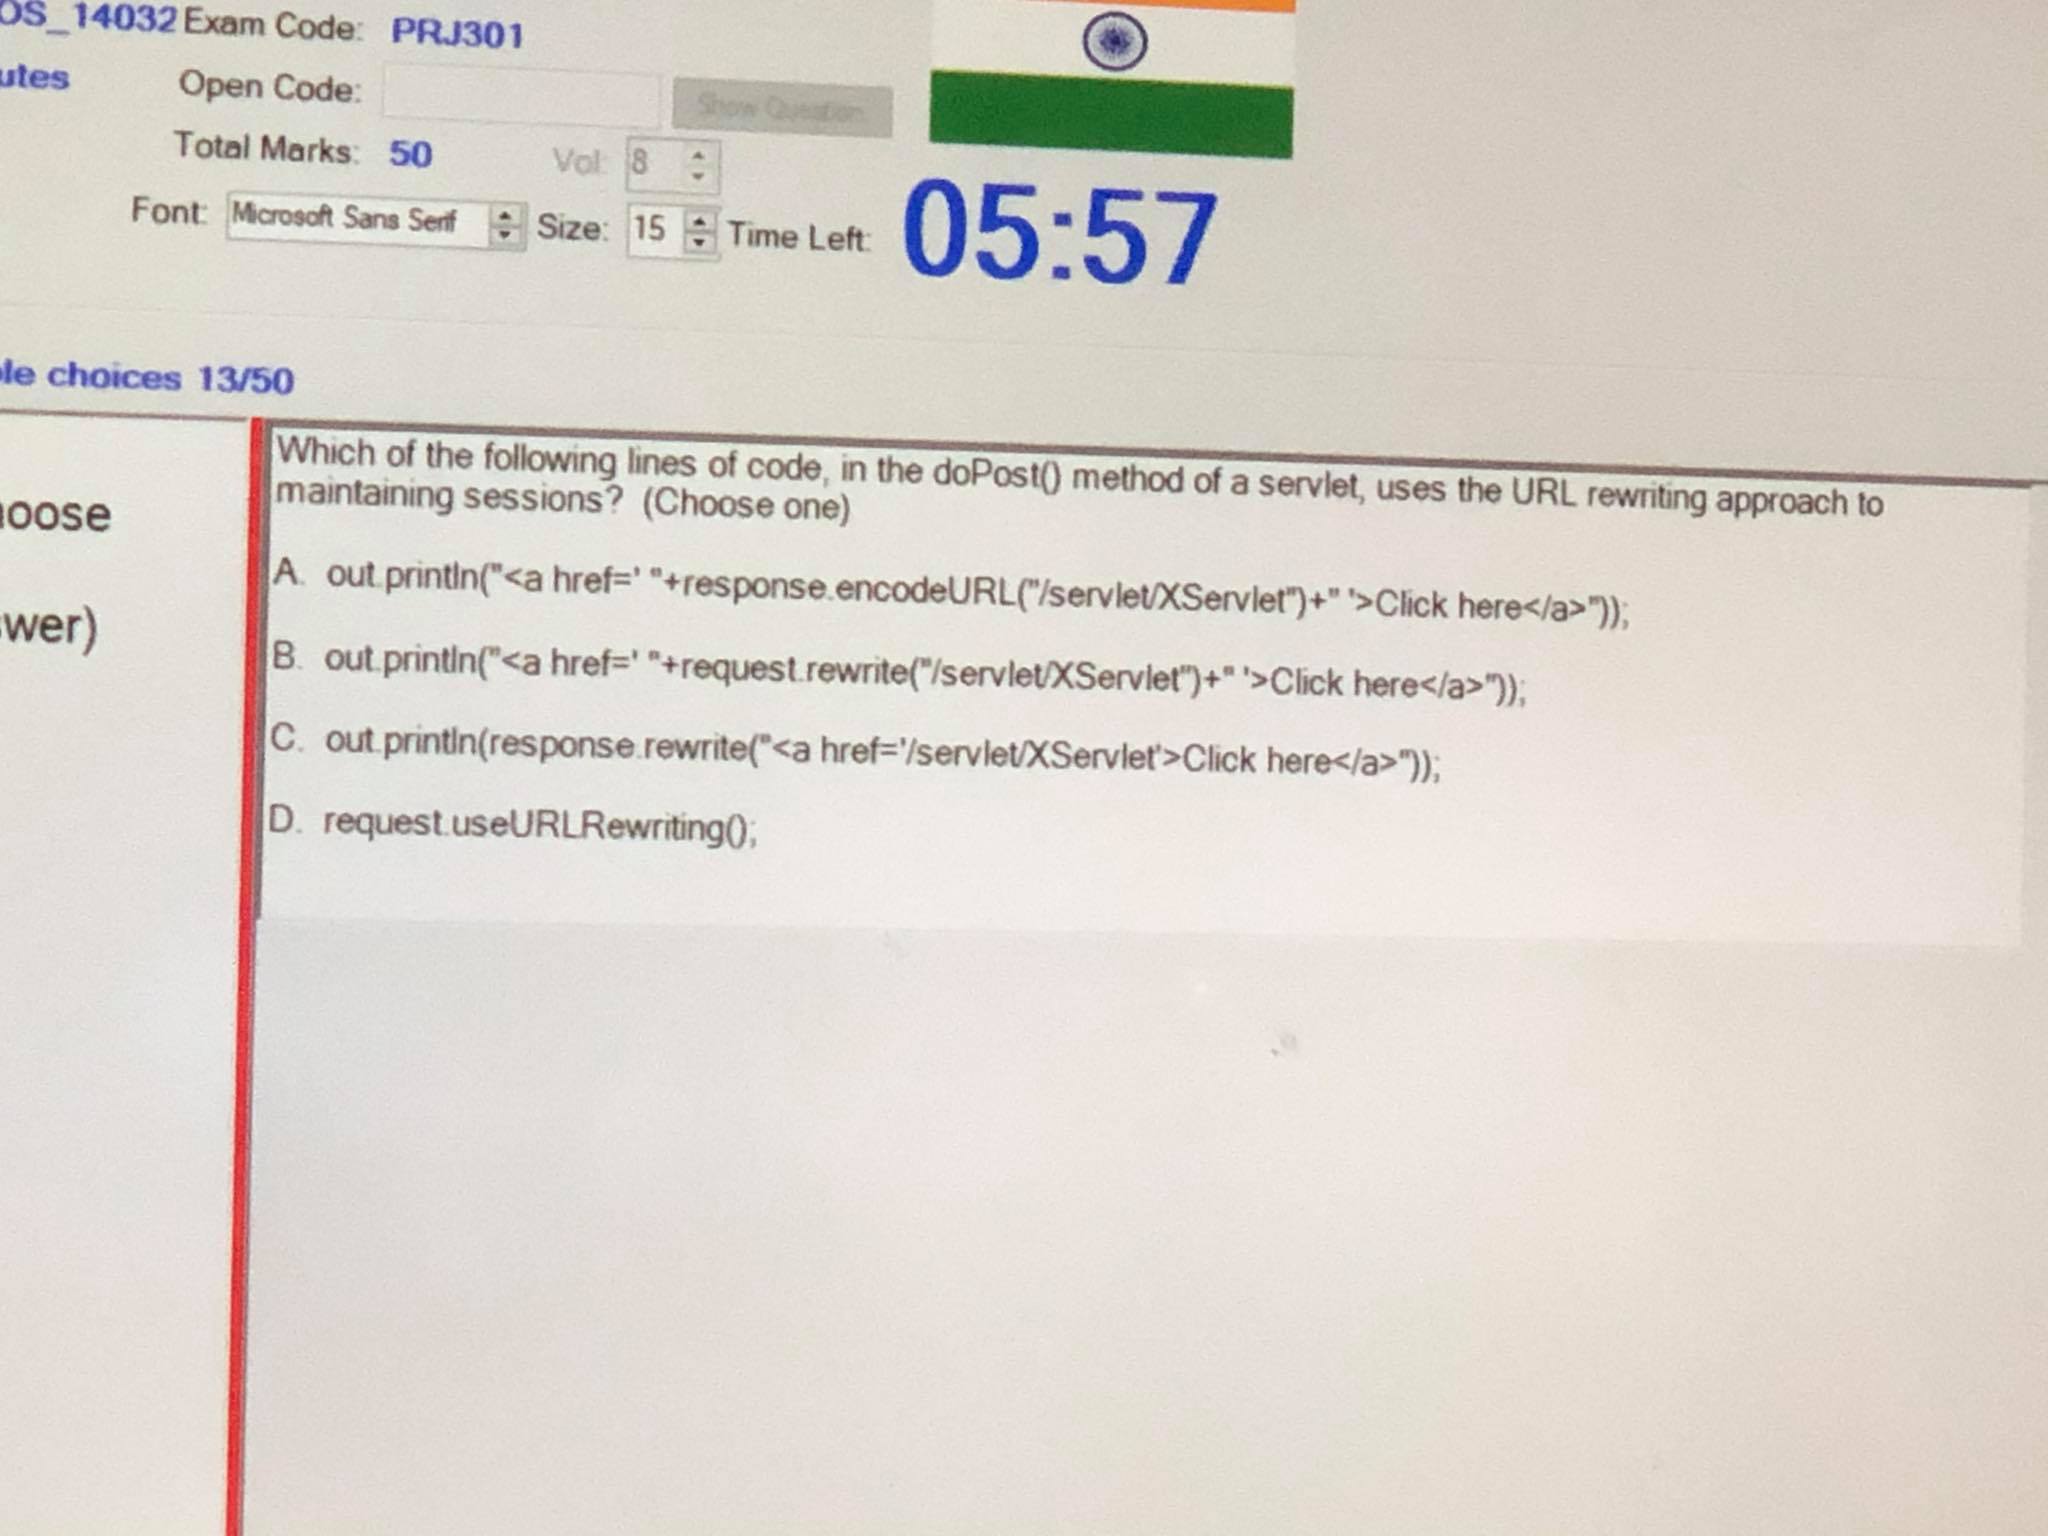 OS_14032 Exam Code: PRJ301
utes Open Code: Show Question
Total Marks: 50 Vol: 8
Font: Microsoft Sans Serif Size: 15 Time Left: 05:57
le choices 13/50
oose
wer)
Which of the following lines of code, in the doPost() method of a servlet, uses the URL rewriting approach to
maintaining sessions? (Choose one)
A. out.println("<a href=' "+response.encodeURL("/servlet/XServlet")+" '>Click here</a>"));
B. out.println("<a href=' "+request.rewrite("/servlet/XServlet")+" '>Click here</a>"));
C. out.println(response.rewrite("<a href='/servlet/XServlet'>Click here</a>"));
D. request.useURLRewriting();